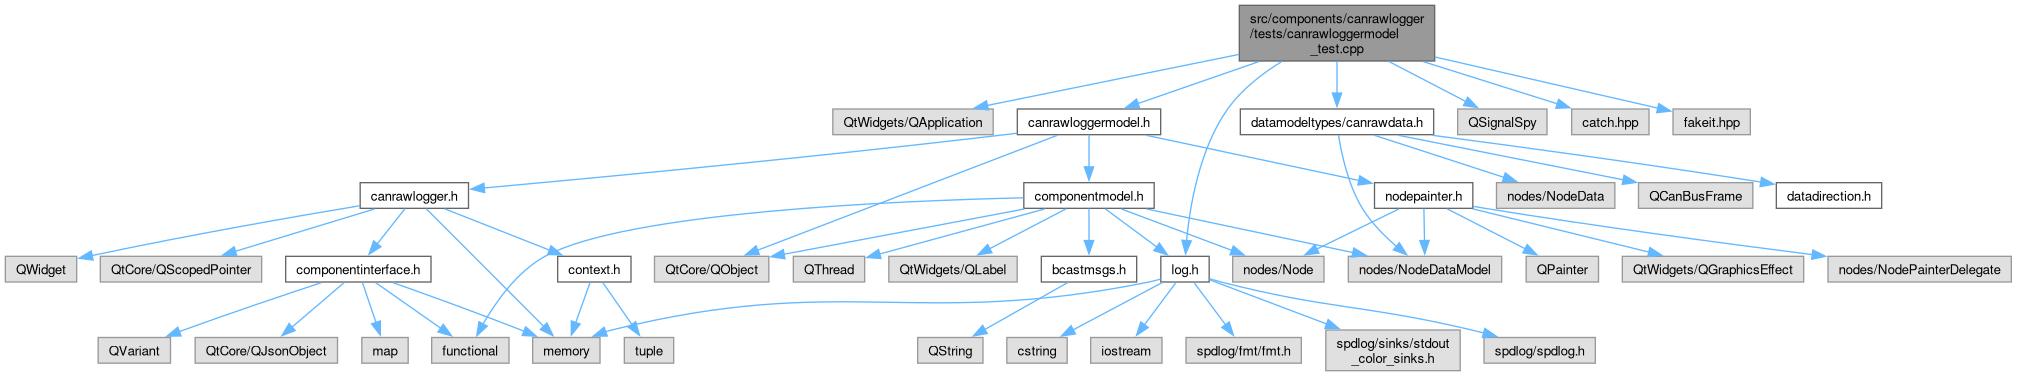 src/components/canrawlogger
/tests/canrawloggermodel
_test.cpp
QtWidgets/QApplication
canrawloggermodel.h
datamodeltypes/canrawdata.h
QSignalSpy
catch.hpp
fakeit.hpp
canrawlogger.h
componentmodel.h
nodepainter.h
nodes/NodeData
QCanBusFrame
datadirection.h
QWidget
QtCore/QScopedPointer
componentinterface.h
context.h
QtCore/QObject
QThread
QtWidgets/QLabel
bcastmsgs.h
log.h
nodes/Node
nodes/NodeDataModel
QPainter
QtWidgets/QGraphicsEffect
nodes/NodePainterDelegate
QVariant
QtCore/QJsonObject
map
functional
memory
tuple
QString
cstring
iostream
spdlog/fmt/fmt.h
spdlog/sinks/stdout
_color_sinks.h
spdlog/spdlog.h